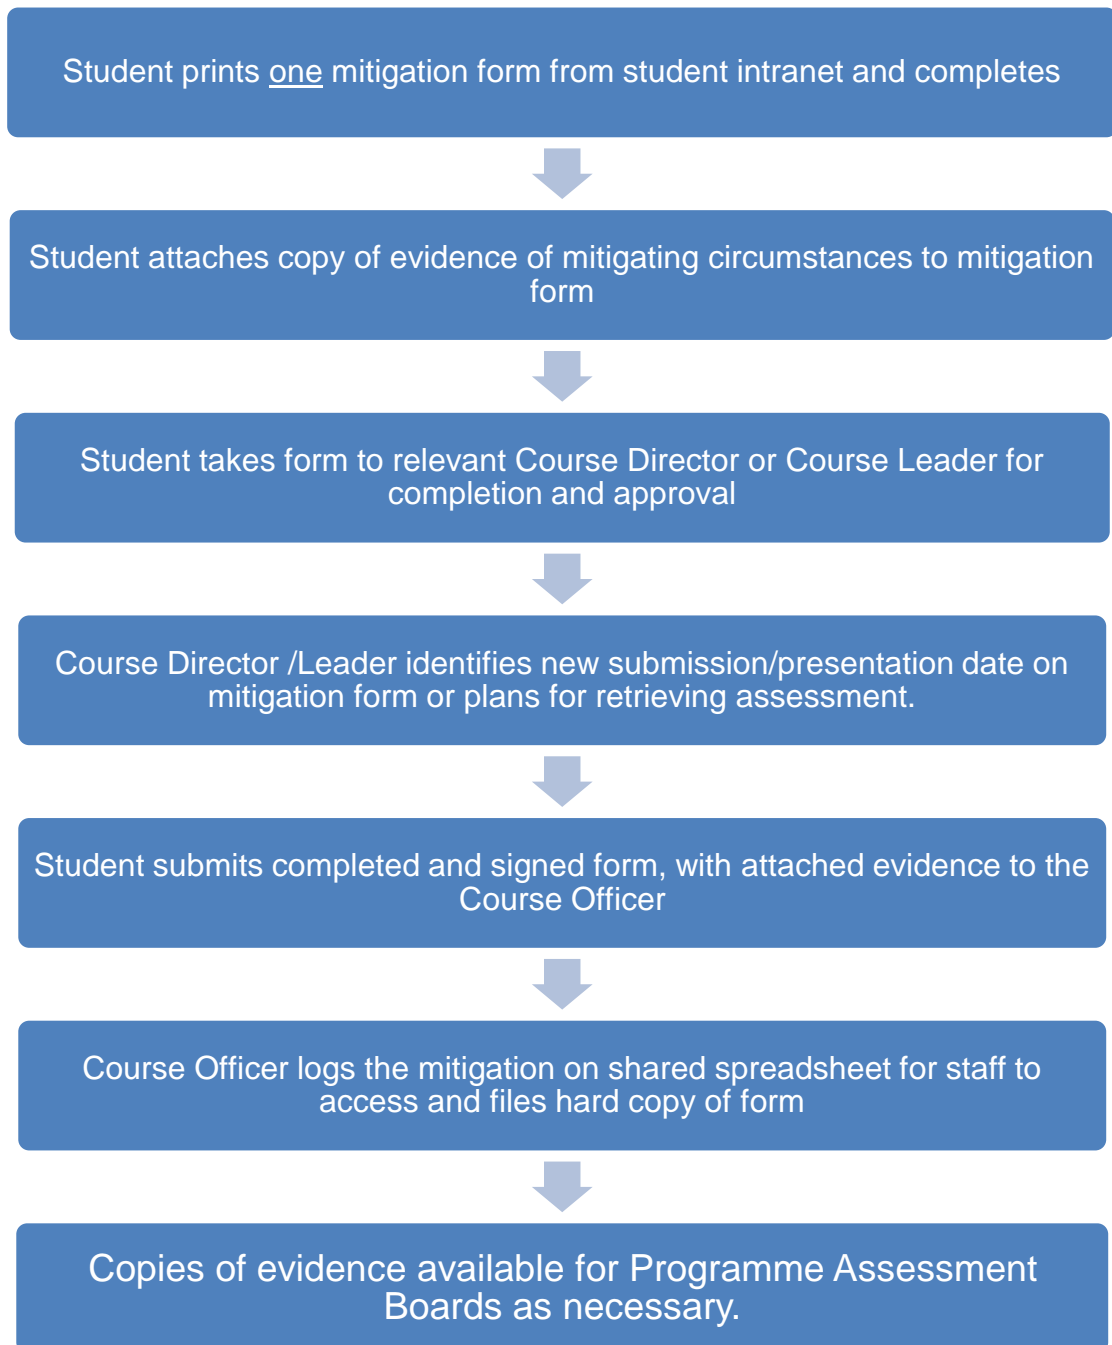 Student prints one mitigation form from student intranet and completes
Student attaches copy of evidence of mitigating circumstances to mitigation
form
Student takes form to relevant Course Director or Course Leader for
completion and approval
Course Director /Leader identifies new submission/presentation date on
mitigation form or plans for retrieving assessment.
Student submits completed and signed form, with attached evidence to the
Course Officer
Course Officer logs the mitigation on shared spreadsheet for staff to
access and files hard copy of form
Copies of evidence available for Programme Assessment
Boards as necessary.